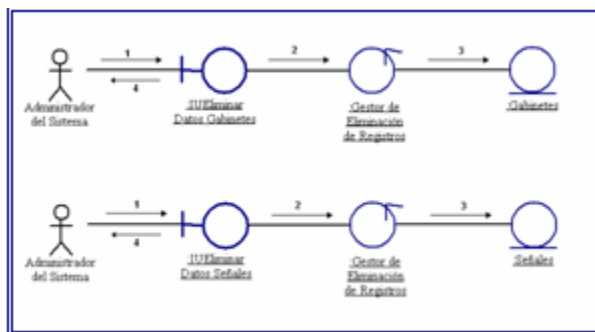 1
2
3
4
Administrador
del Sistema
IUEliminar
Datos Gabinetes
Gestor de
Eliminación
de Registros
Gabinetes
1
2
3
4
Administrador
del Sistema
IUEliminar
Datos Señales
Gestor de
Eliminación
de Registros
Señales